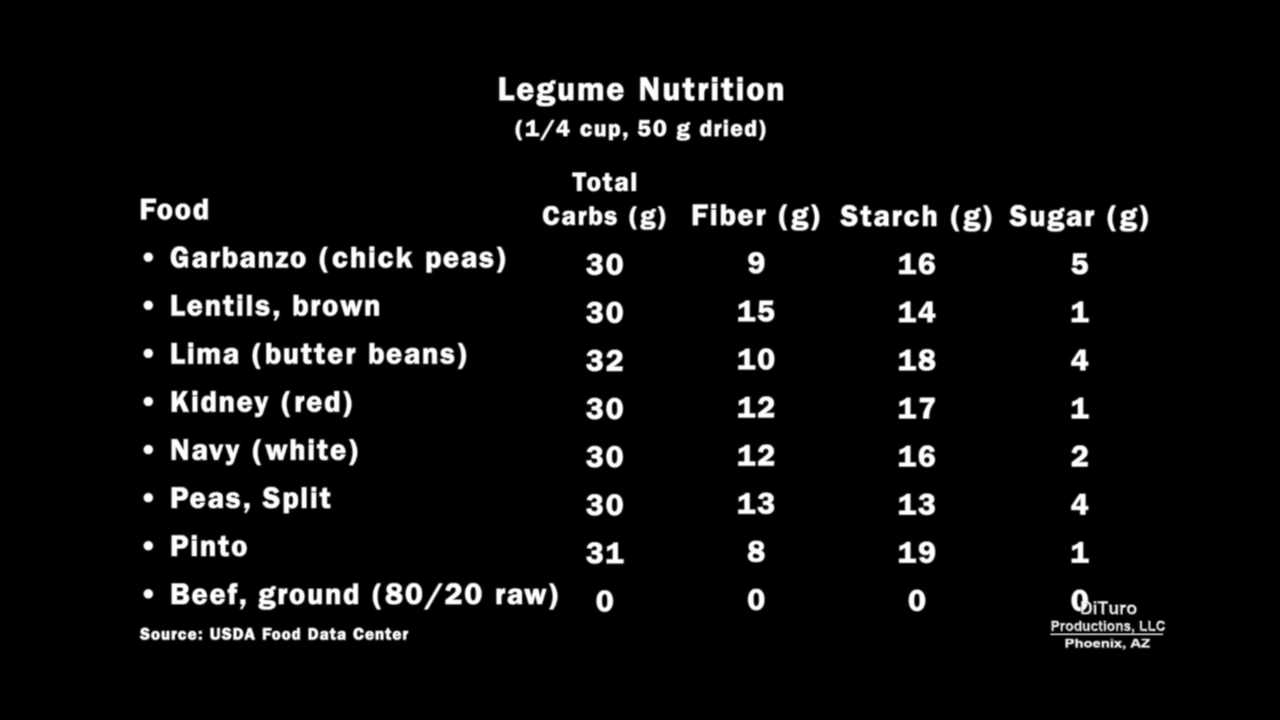 Legume Nutrition
(1/4 cup, 50 g dried)
Food Total Carbs (g) Fiber (g) Starch (g) Sugar (g)
• Garbanzo (chick peas) 30 9 16 5
• Lentils, brown 30 15 14 1
• Lima (butter beans) 32 10 18 4
• Kidney (red) 30 12 17 1
• Navy (white) 30 12 16 2
• Peas, Split 30 13 13 4
• Pinto 31 8 19 1
• Beef, ground (80/20 raw) 0 0 0 0
Source: USDA Food Data Center
DiTuro
Productions, LLC
Phoenix, AZ